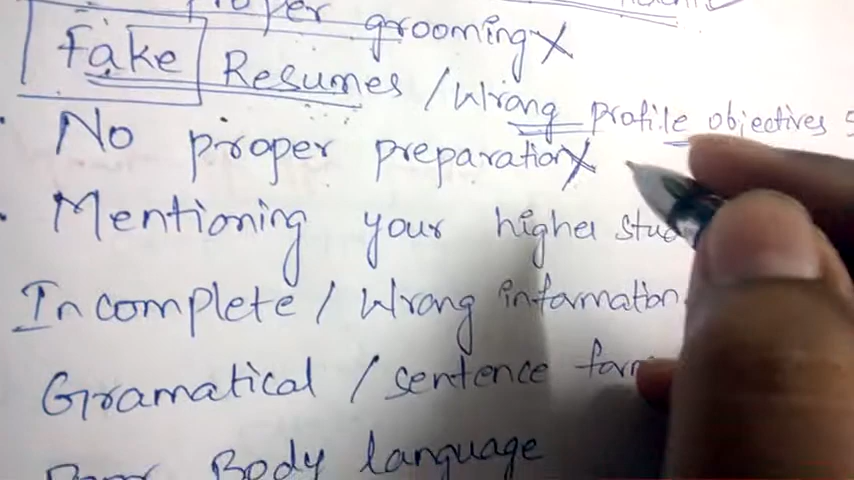 grooming X
Fake Resumes / Wrong profile objectives
• No proper preparation X
• Mentioning your higher
Incomplete / Wrong information
Gramatical / sentence
Body language